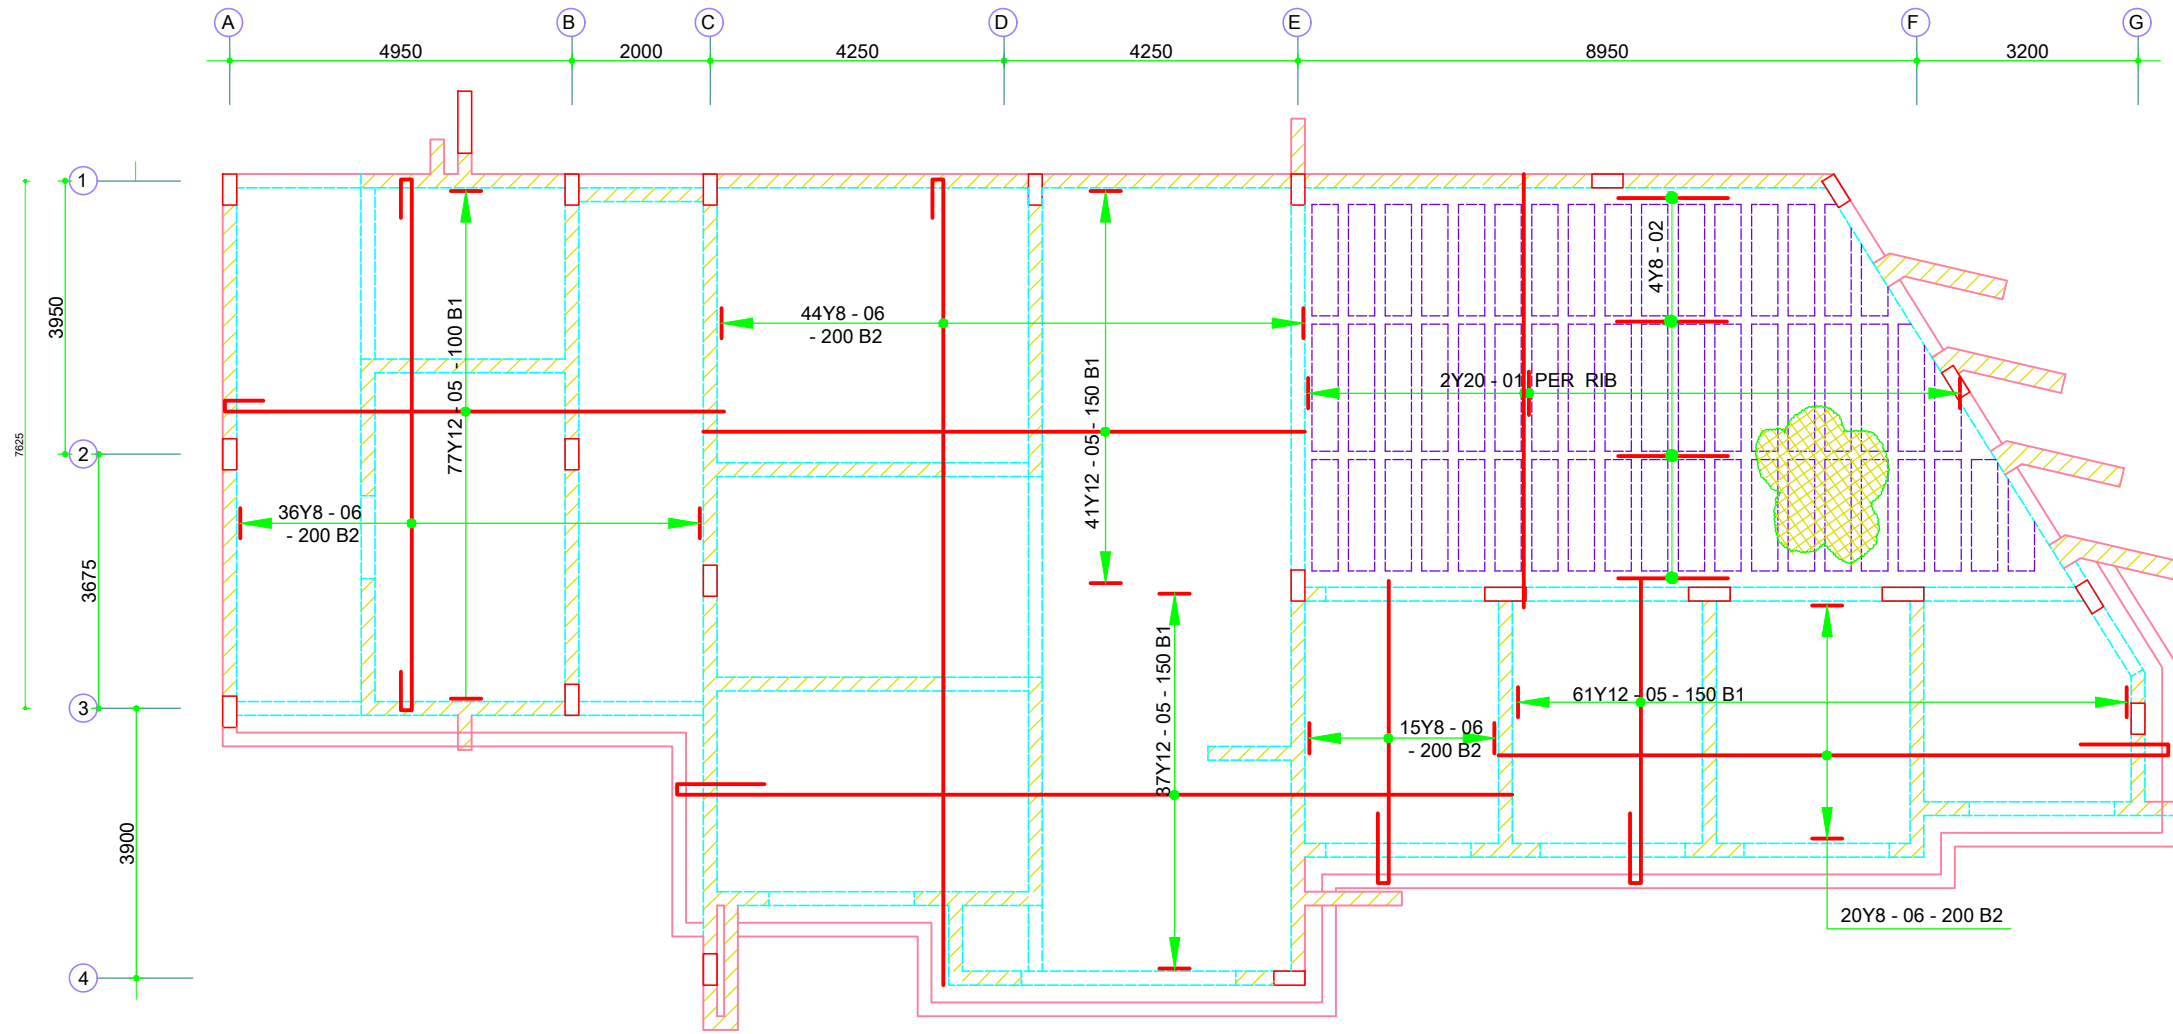 A
B
C
D
E
F
G
4950
2000
4250
4250
8950
3200
1
2
3
4
7625
3950
3675
3900
77Y12 - 05 - 100 B1
44Y8 - 06
- 200 B2
41Y12 - 05 - 150 B1
4Y8 - 02
2Y20 - 01 PER RIB
36Y8 - 06
- 200 B2
37Y12 - 05 - 150 B1
61Y12 - 05 - 150 B1
15Y8 - 06
- 200 B2
20Y8 - 06 - 200 B2